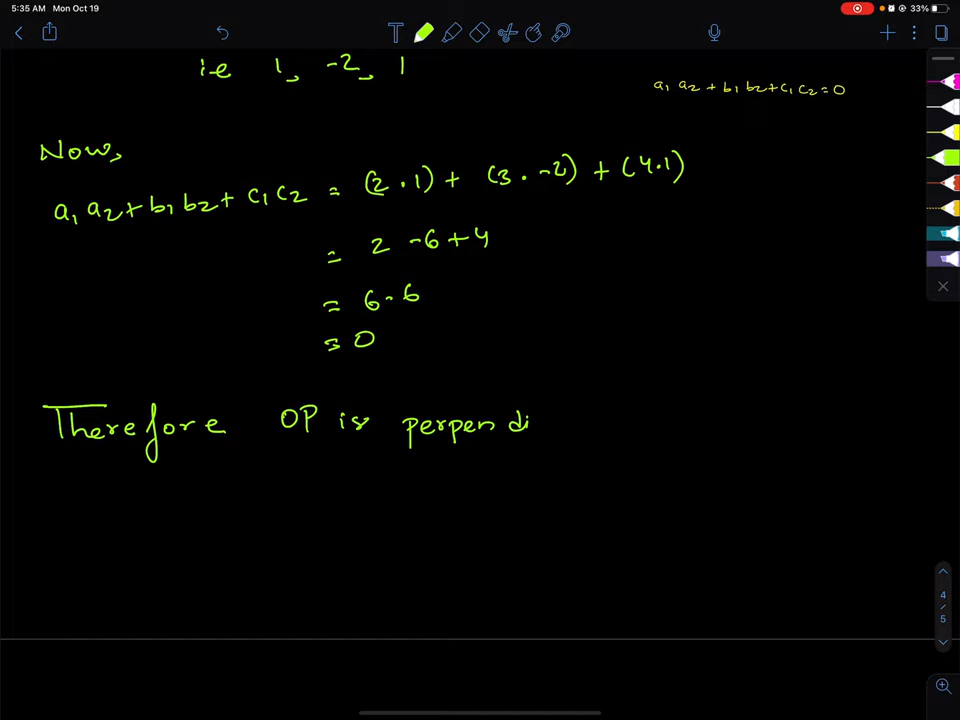 5:35 AM Mon Oct 19
33%
i.e 1, -2, 1
a₁ a₂ + b₁ b₂ + c₁ c₂ = 0
Now,
a₁ a₂ + b₁ b₂ + c₁ c₂ = (2 · 1) + (3 · -2) + (4 · 1)
= 2 - 6 + 4
= 6 - 6
= 0
Therefore OP is perpendi
4
/
5